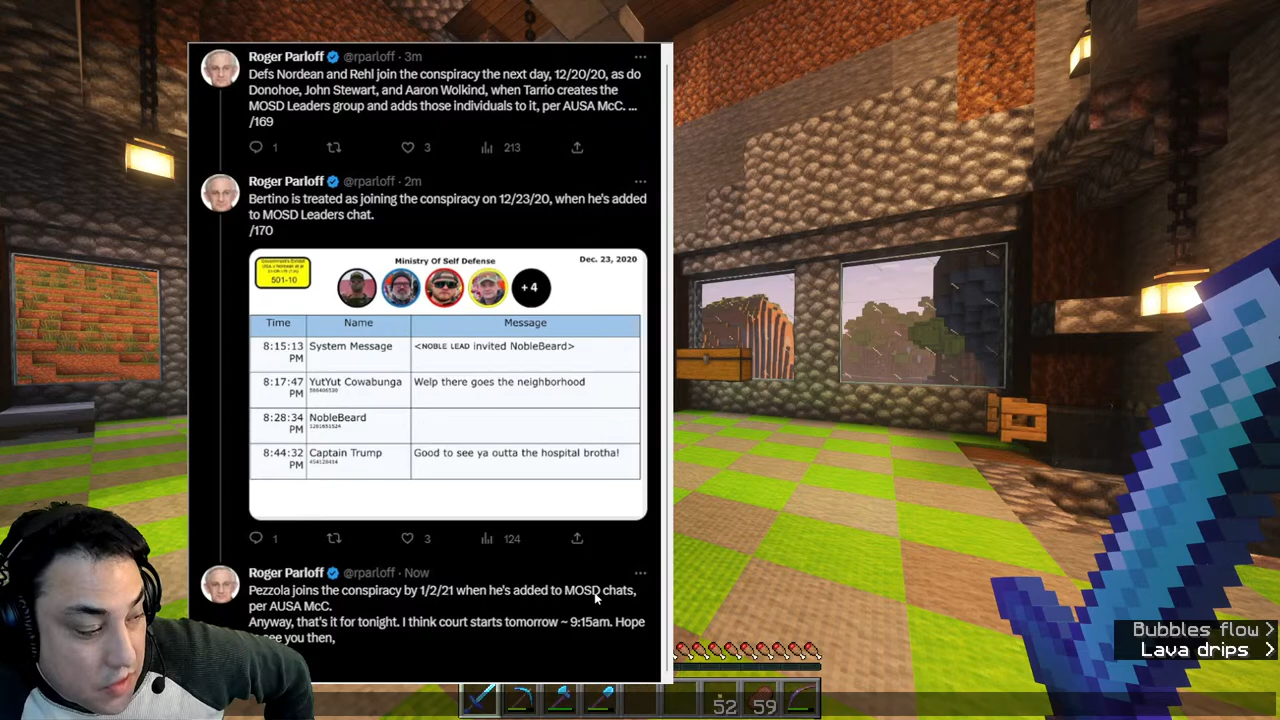 Roger Parloff @rparloff · 3m
Defs Nordean and Rehl join the conspiracy the next day, 12/20/20, as do
Donohoe, John Stewart, and Aaron Wolkind, when Tarrio creates the
MOSD Leaders group and adds those individuals to it, per AUSA McC. ...
/169
1 3 213
Roger Parloff @rparloff · 2m
Bertino is treated as joining the conspiracy on 12/23/20, when he's added
to MOSD Leaders chat.
/170
501-10
Ministry Of Self Defense
Dec. 23, 2020
+ 4
Time Name Message
8:15:13 PM System Message <NOBLE LEAD invited NobleBeard>
8:17:47 PM YutYut Cowabunga Welp there goes the neighborhood
8:28:34 PM NobleBeard
1281651524
8:44:32 PM Captain Trump Good to see ya outta the hospital brotha!
1 3 124
Roger Parloff @rparloff · Now
Pezzola joins the conspiracy by 1/2/21 when he's added to MOSD chats,
per AUSA McC.
Anyway, that's it for tonight. I think court starts tomorrow ~ 9:15am. Hope
see you then,
Bubbles flow >
Lava drips >
52 59